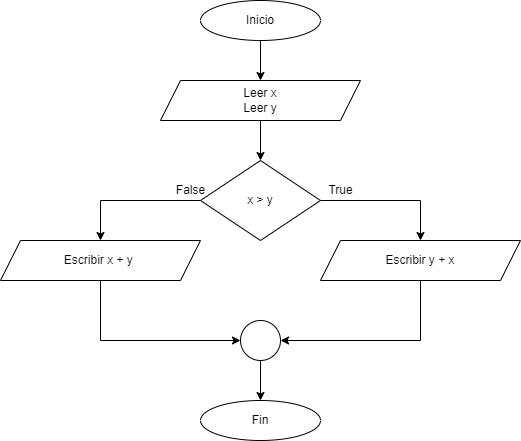 Inicio
Leer x
Leer y
False
True
x > y
Escribir x + y
Escribir y + x
Fin